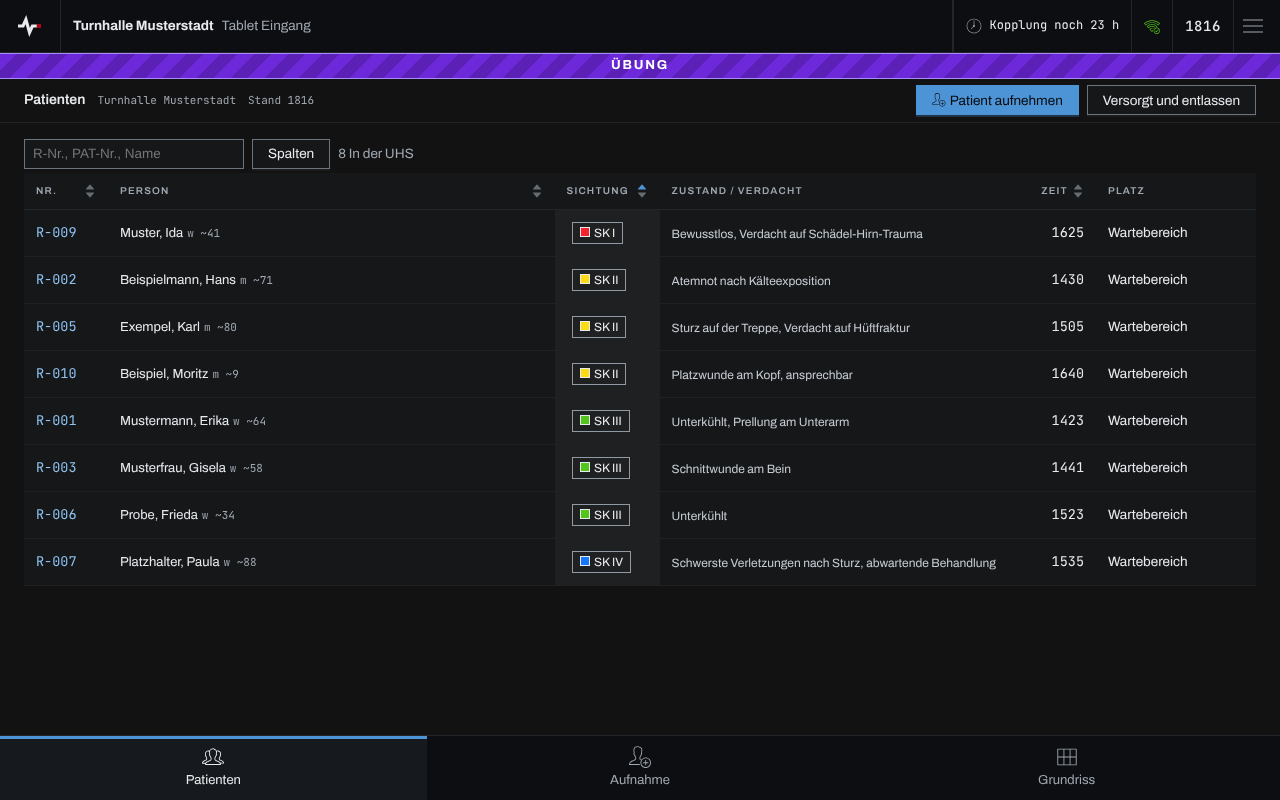 Turnhalle Musterstadt Tablet Eingang Kopplung noch 23 h 1816
ÜBUNG
Patienten Turnhalle Musterstadt Stand 1816 Patient aufnehmen Versorgt und entlassen
R-Nr., PAT-Nr., Name Spalten 8 In der UHS
NR. PERSON SICHTUNG ZUSTAND / VERDACHT ZEIT PLATZ
R-009 Muster, Ida w ~41 SK I Bewusstlos, Verdacht auf Schädel-Hirn-Trauma 1625 Wartebereich
R-002 Beispielmann, Hans m ~71 SK II Atemnot nach Kälteexposition 1430 Wartebereich
R-005 Exempel, Karl m ~80 SK II Sturz auf der Treppe, Verdacht auf Hüftfraktur 1505 Wartebereich
R-010 Beispiel, Moritz m ~9 SK II Platzwunde am Kopf, ansprechbar 1640 Wartebereich
R-001 Mustermann, Erika w ~64 SK III Unterkühlt, Prellung am Unterarm 1423 Wartebereich
R-003 Musterfrau, Gisela w ~58 SK III Schnittwunde am Bein 1441 Wartebereich
R-006 Probe, Frieda w ~34 SK III Unterkühlt 1523 Wartebereich
R-007 Platzhalter, Paula w ~88 SK IV Schwerste Verletzungen nach Sturz, abwartende Behandlung 1535 Wartebereich
Patienten Aufnahme Grundriss